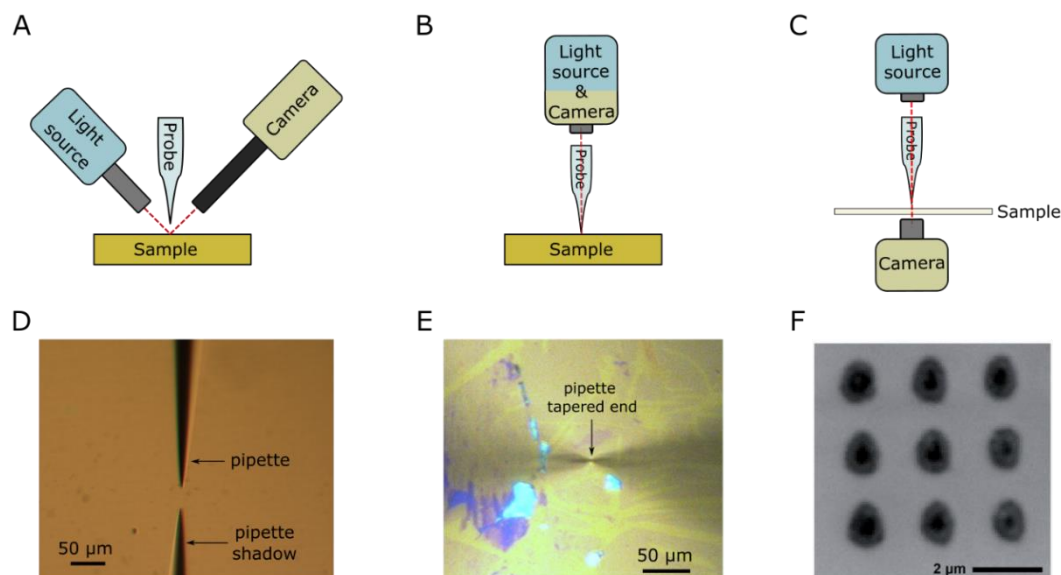 A
Light
source
Probe
Camera
Sample
B
Light
source
&
Camera
Probe
Sample
C
Light
source
Probe
Sample
Camera
D
pipette
pipette
shadow
50 μm
E
pipette
tapered end
50 μm
F
2 μm